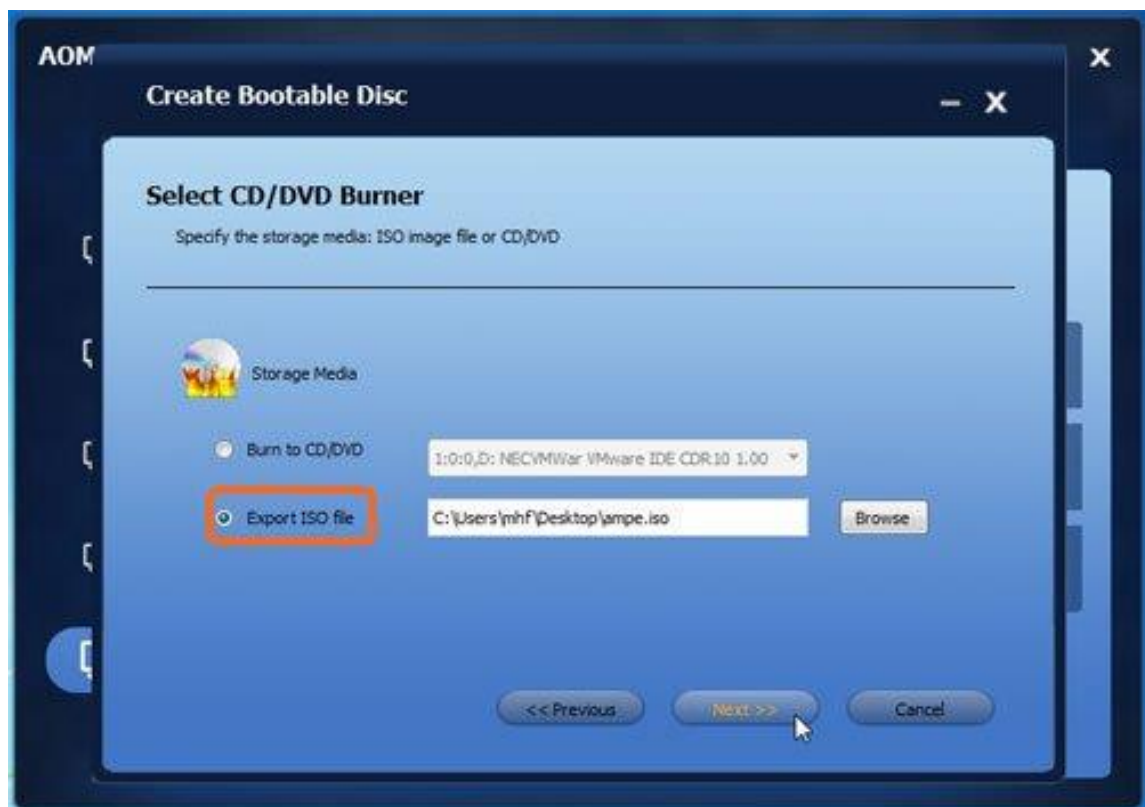 AOM
Create Bootable Disc
Select CD/DVD Burner
Specify the storage media: ISO image file or CD/DVD
Storage Media
Burn to CD/DVD
1:0:0,D: NECVMWar VMware IDE CDR10 1.00
Export ISO file
C:\Users\mhf\Desktop\ampe.iso
Browse
<< Previous
Next >>
Cancel